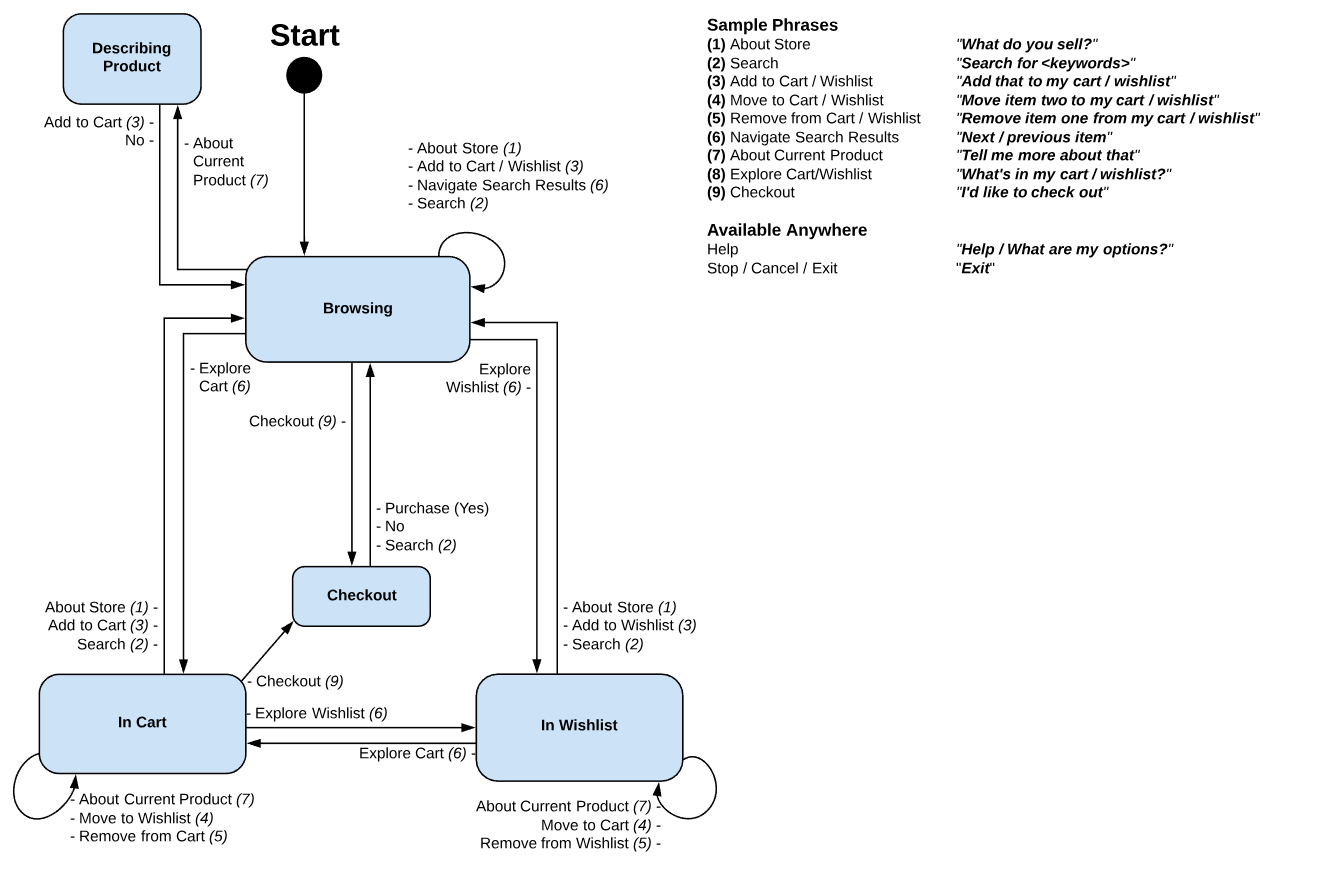 Describing
Product
Start
Add to Cart (3) -
No -
- About
Current
Product (7)
- About Store (1)
- Add to Cart / Wishlist (3)
- Navigate Search Results (6)
- Search (2)
Browsing
- Explore
Cart (6)
Explore
Wishlist (6) -
Checkout (9) -
- Purchase (Yes)
- No
- Search (2)
Checkout
About Store (1) -
Add to Cart (3) -
Search (2) -
- About Store (1)
- Add to Wishlist (3)
- Search (2)
- Checkout (9)
- Explore Wishlist (6)
In Cart
In Wishlist
Explore Cart (6) -
- About Current Product (7)
- Move to Wishlist (4)
- Remove from Cart (5)
About Current Product (7) -
Move to Cart (4) -
Remove from Wishlist (5) -
Sample Phrases
(1) About Store "What do you sell?"
(2) Search "Search for <keywords>"
(3) Add to Cart / Wishlist "Add that to my cart / wishlist"
(4) Move to Cart / Wishlist "Move item two to my cart / wishlist"
(5) Remove from Cart / Wishlist "Remove item one from my cart / wishlist"
(6) Navigate Search Results "Next / previous item"
(7) About Current Product "Tell me more about that"
(8) Explore Cart/Wishlist "What's in my cart / wishlist?"
(9) Checkout "I'd like to check out"
Available Anywhere
Help "Help / What are my options?"
Stop / Cancel / Exit "Exit"